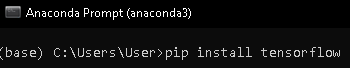 Anaconda Prompt (anaconda3)
(base) C:\Users\User>pip install tensorflow